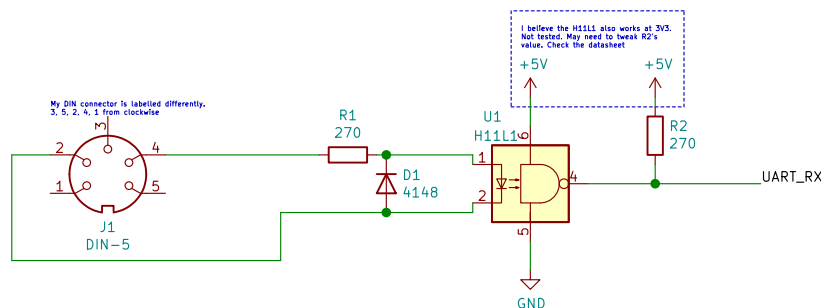 I believe the H11L1 also works at 3V3.
Not tested. May need to tweak R2's
value. Check the datasheet
+5V
+5V
My DIN connector is labelled differently.
3, 5, 2, 4, 1 from clockwise
R1
270
U1
H11L1
R2
270
3
2
4
1
5
J1
DIN-5
D1
4148
6
1
2
4
5
UART_RX
GND